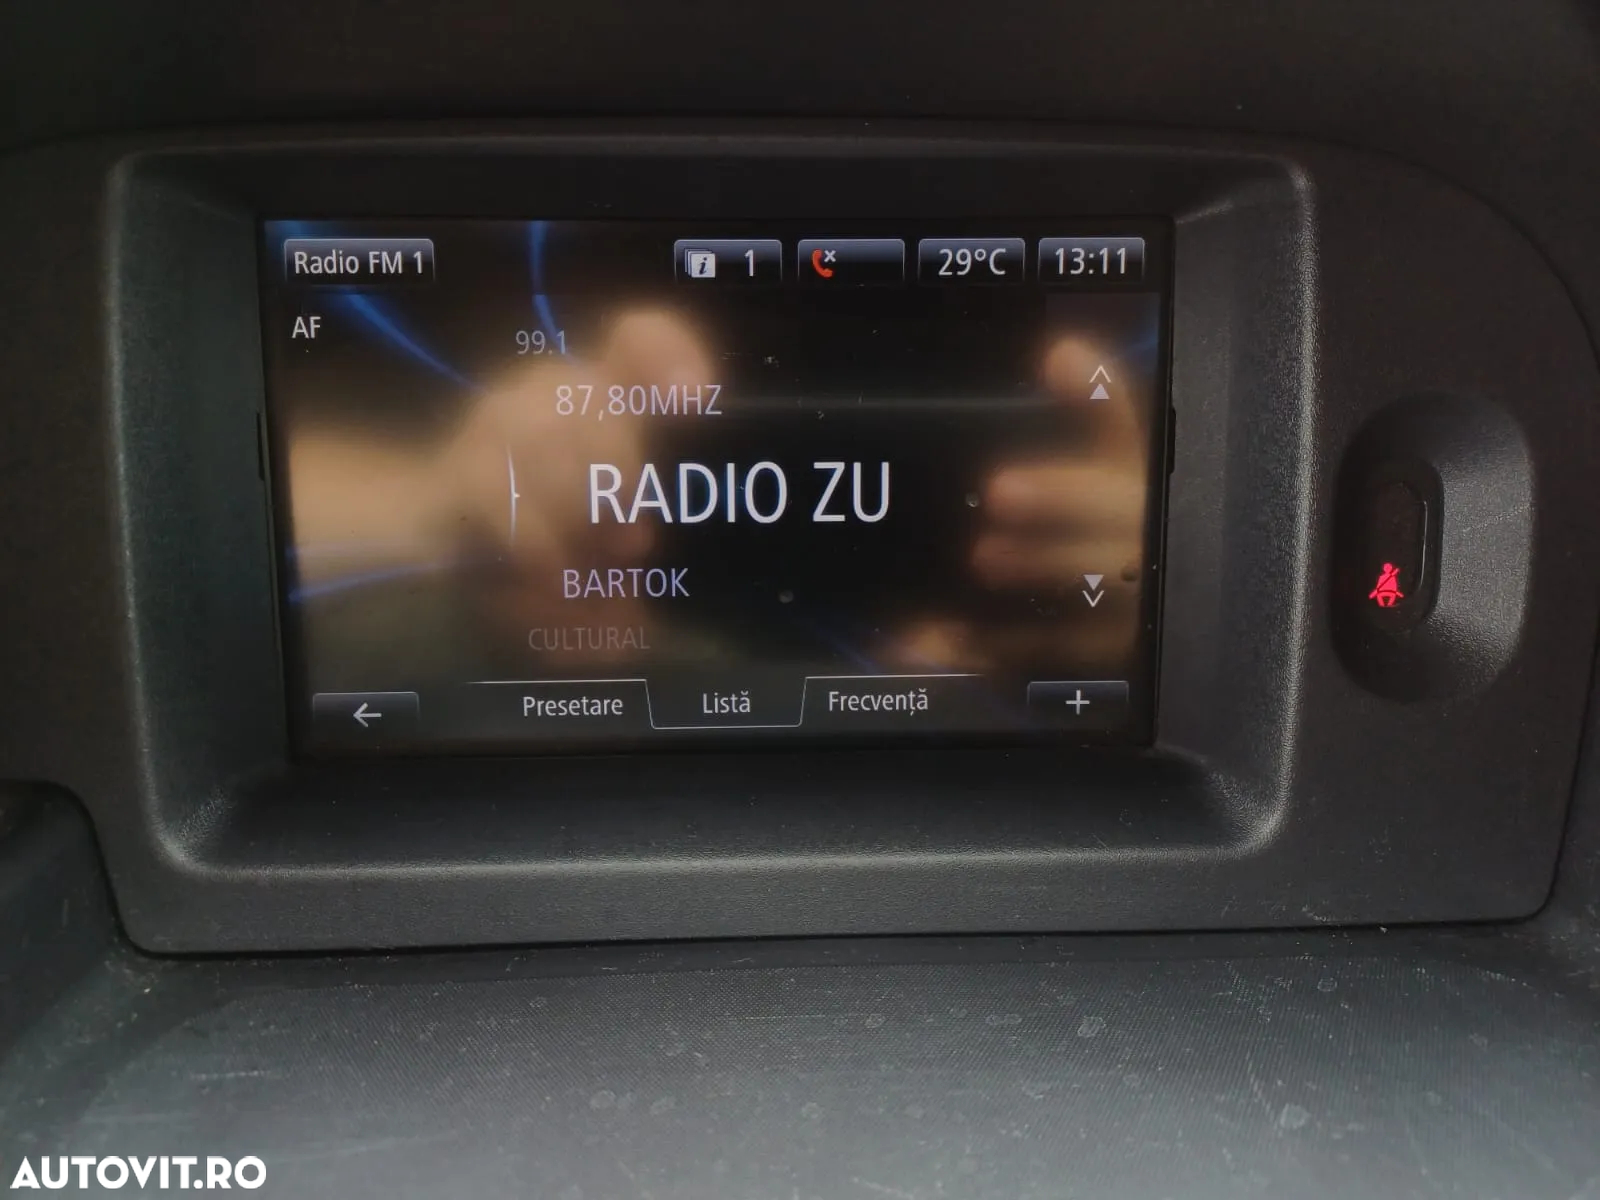 Radio FM 1
i 1
29°C
13:11
AF
99.1
87,80MHZ
RADIO ZU
BARTOK
CULTURAL
Presetare
Listă
Frecvență
+
AUTOVIT.RO